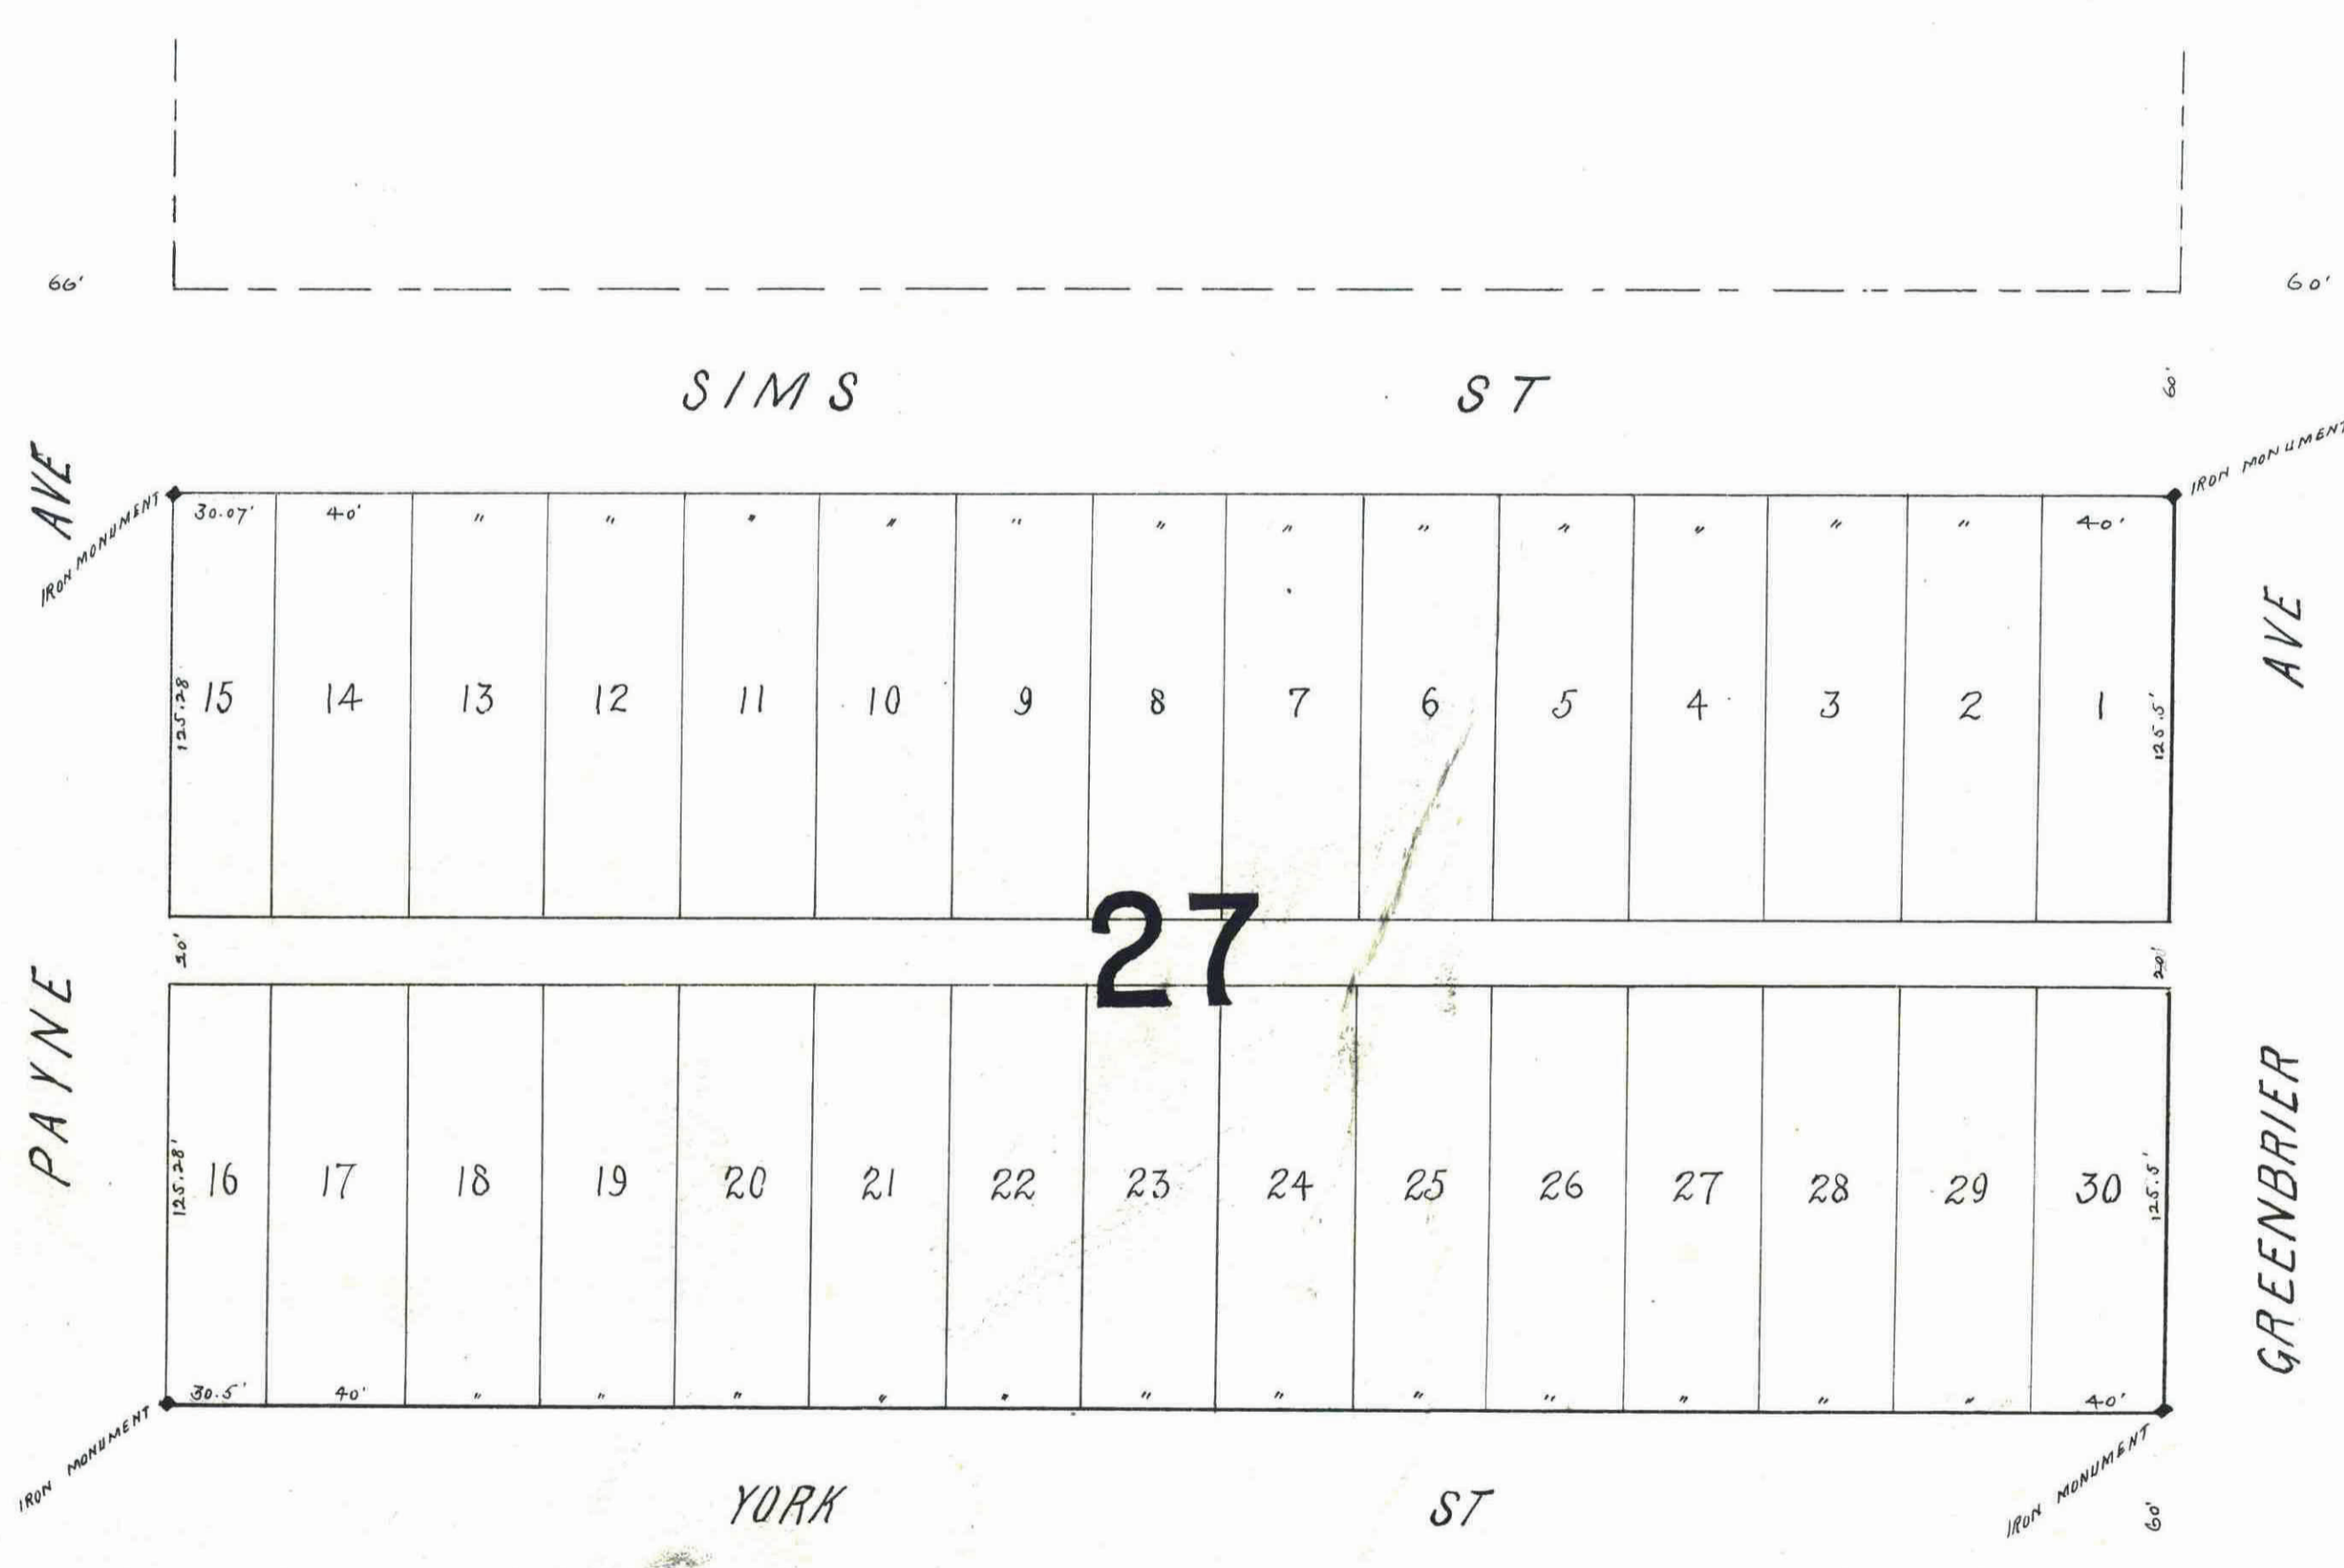 66'
60'
SIMS ST
60'
AVE
IRON MONUMENT
IRON MONUMENT
30.07' 40' " " " " " " " " " " " " 40'
AVE
125.28 15 14 13 12 11 10 9 8 7 6 5 4 3 2 1 125.5'
27
20' 20'
PAYNE
GREENBRIER
125.28' 16 17 18 19 20 21 22 23 24 25 26 27 28 29 30 125.5'
30.5' 40' " " " " " " " " " " " " 40'
IRON MONUMENT
IRON MONUMENT
YORK ST
60'